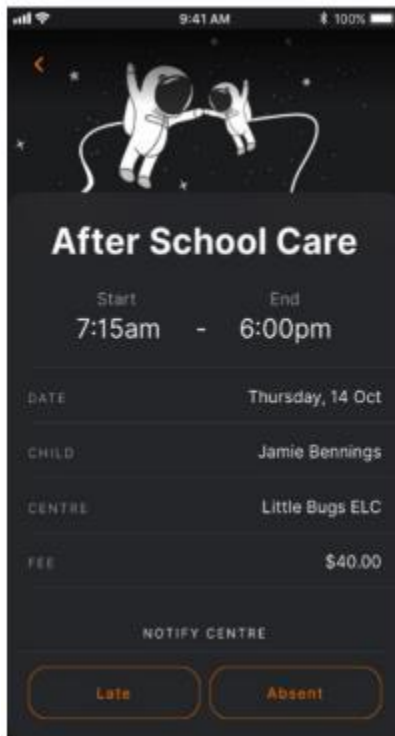 9:41 AM 100%
After School Care
Start End
7:15am - 6:00pm
DATE Thursday, 14 Oct
CHILD Jamie Bennings
CENTRE Little Bugs ELC
FEE $40.00
NOTIFY CENTRE
Late Absent